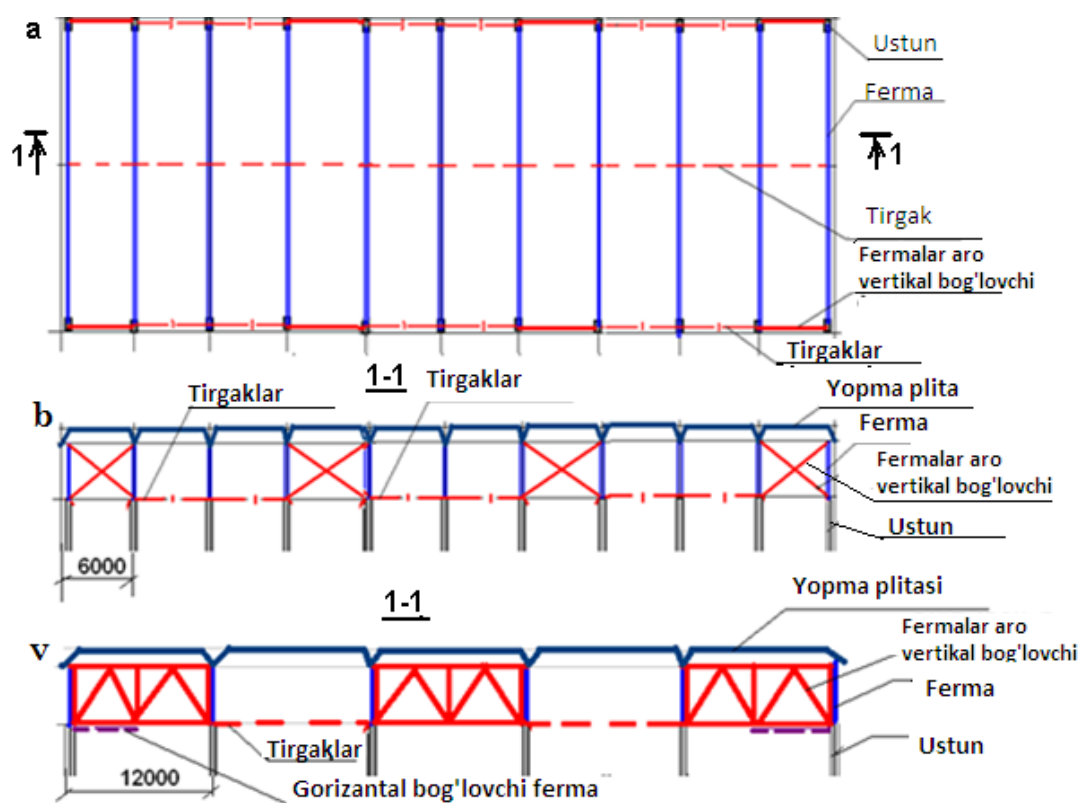 a
Ustun
Ferma
1 1
Tirgak
Fermalar aro
vertikal bog'lovchi
Tirgaklar
1-1
Tirgaklar
Tirgaklar
Yopma plita
b
Ferma
Fermalar aro
vertikal bog'lovchi
Ustun
6000
1-1
Yopma plitasi
v
Fermalar aro
vertikal bog'lovchi
Ferma
Tirgaklar
Ustun
12000
Gorizantal bog'lovchi ferma